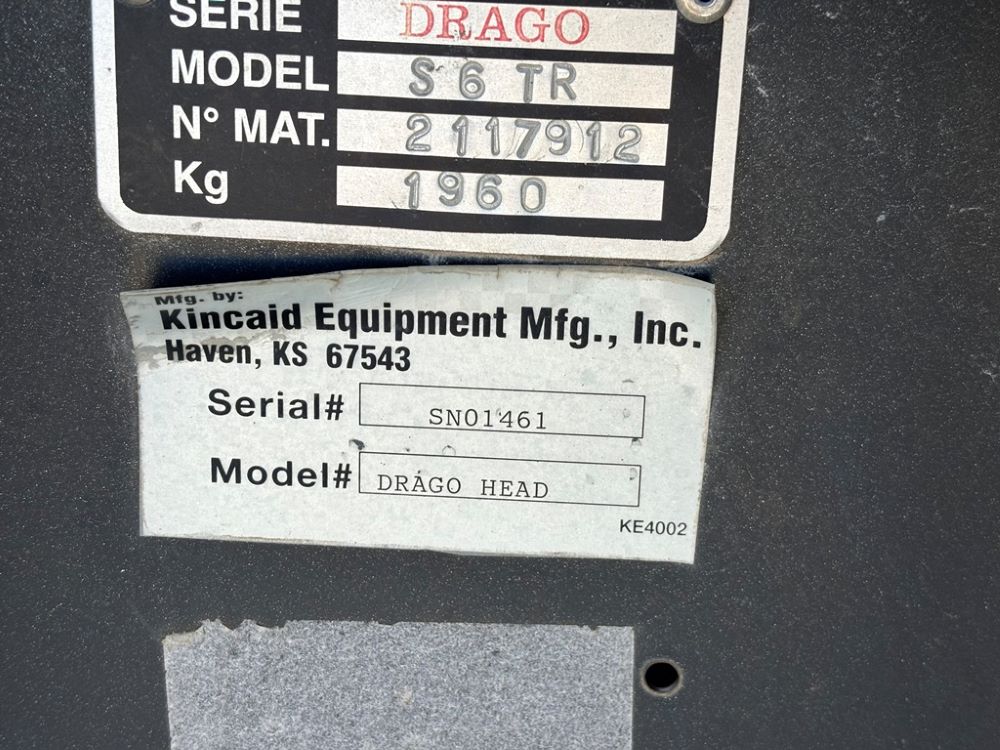 SERIE DRAGO
MODEL S 6 TR
N° MAT. 2117912
Kg 1960
Mfg. by:
Kincaid Equipment Mfg., Inc.
Haven, KS 67543
Serial# SN01461
Model# DRAGO HEAD
KE4002